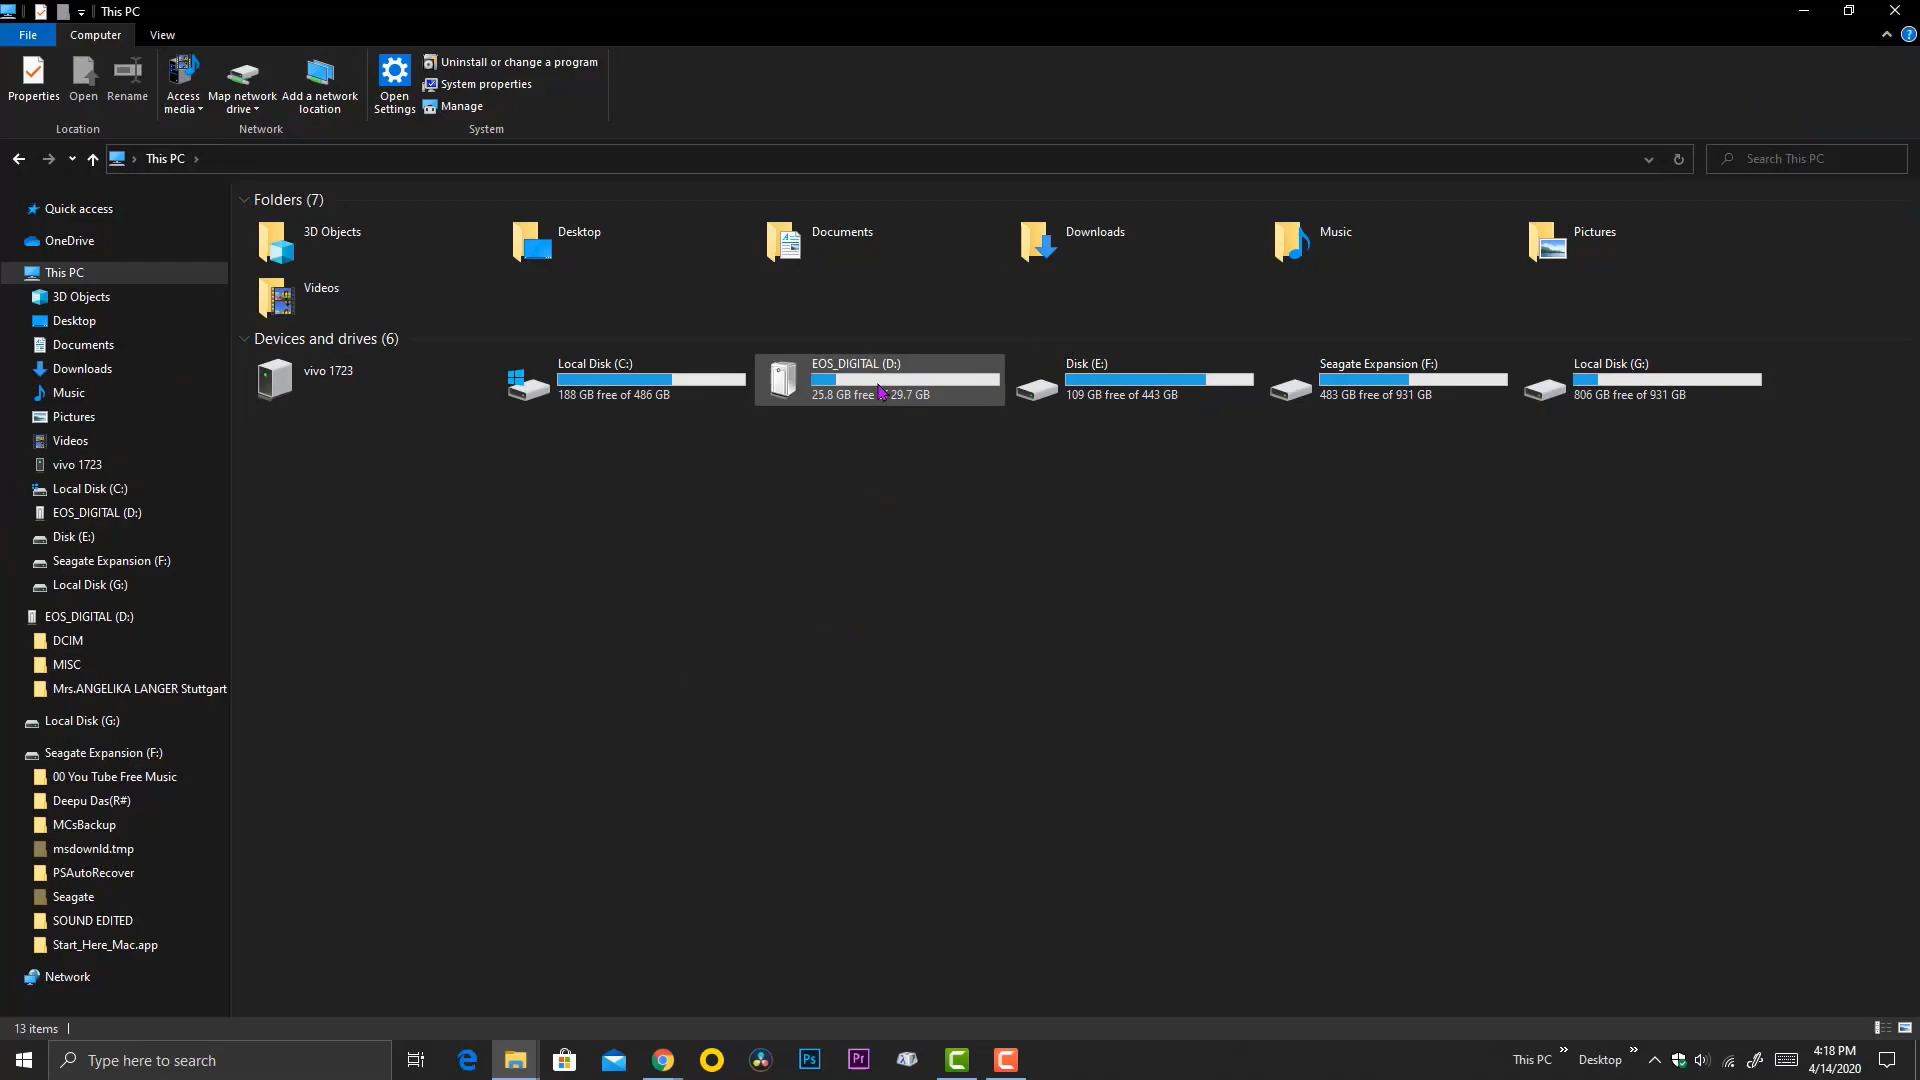 This PC
File
Computer
View
Properties
Open
Rename
Access media
Map network drive
Add a network location
Open Settings
Uninstall or change a program
System properties
Manage
Location
Network
System
This PC
Search This PC
Quick access
OneDrive
This PC
3D Objects
Desktop
Documents
Downloads
Music
Pictures
Videos
vivo 1723
Local Disk (C:)
EOS_DIGITAL (D:)
Disk (E:)
Seagate Expansion (F:)
Local Disk (G:)
EOS_DIGITAL (D:)
DCIM
MISC
Mrs.ANGELIKA LANGER Stuttgart
Local Disk (G:)
Seagate Expansion (F:)
00 You Tube Free Music
Deepu Das(R#)
MCsBackup
msdownld.tmp
PSAutoRecover
Seagate
SOUND EDITED
Start_Here_Mac.app
Network
Folders (7)
3D Objects
Desktop
Documents
Downloads
Music
Pictures
Videos
Devices and drives (6)
vivo 1723
Local Disk (C:)
188 GB free of 486 GB
EOS_DIGITAL (D:)
25.8 GB free 29.7 GB
Disk (E:)
109 GB free of 443 GB
Seagate Expansion (F:)
483 GB free of 931 GB
Local Disk (G:)
806 GB free of 931 GB
13 items
Type here to search
Ps
Pr
This PC
Desktop
4:18 PM
4/14/2020